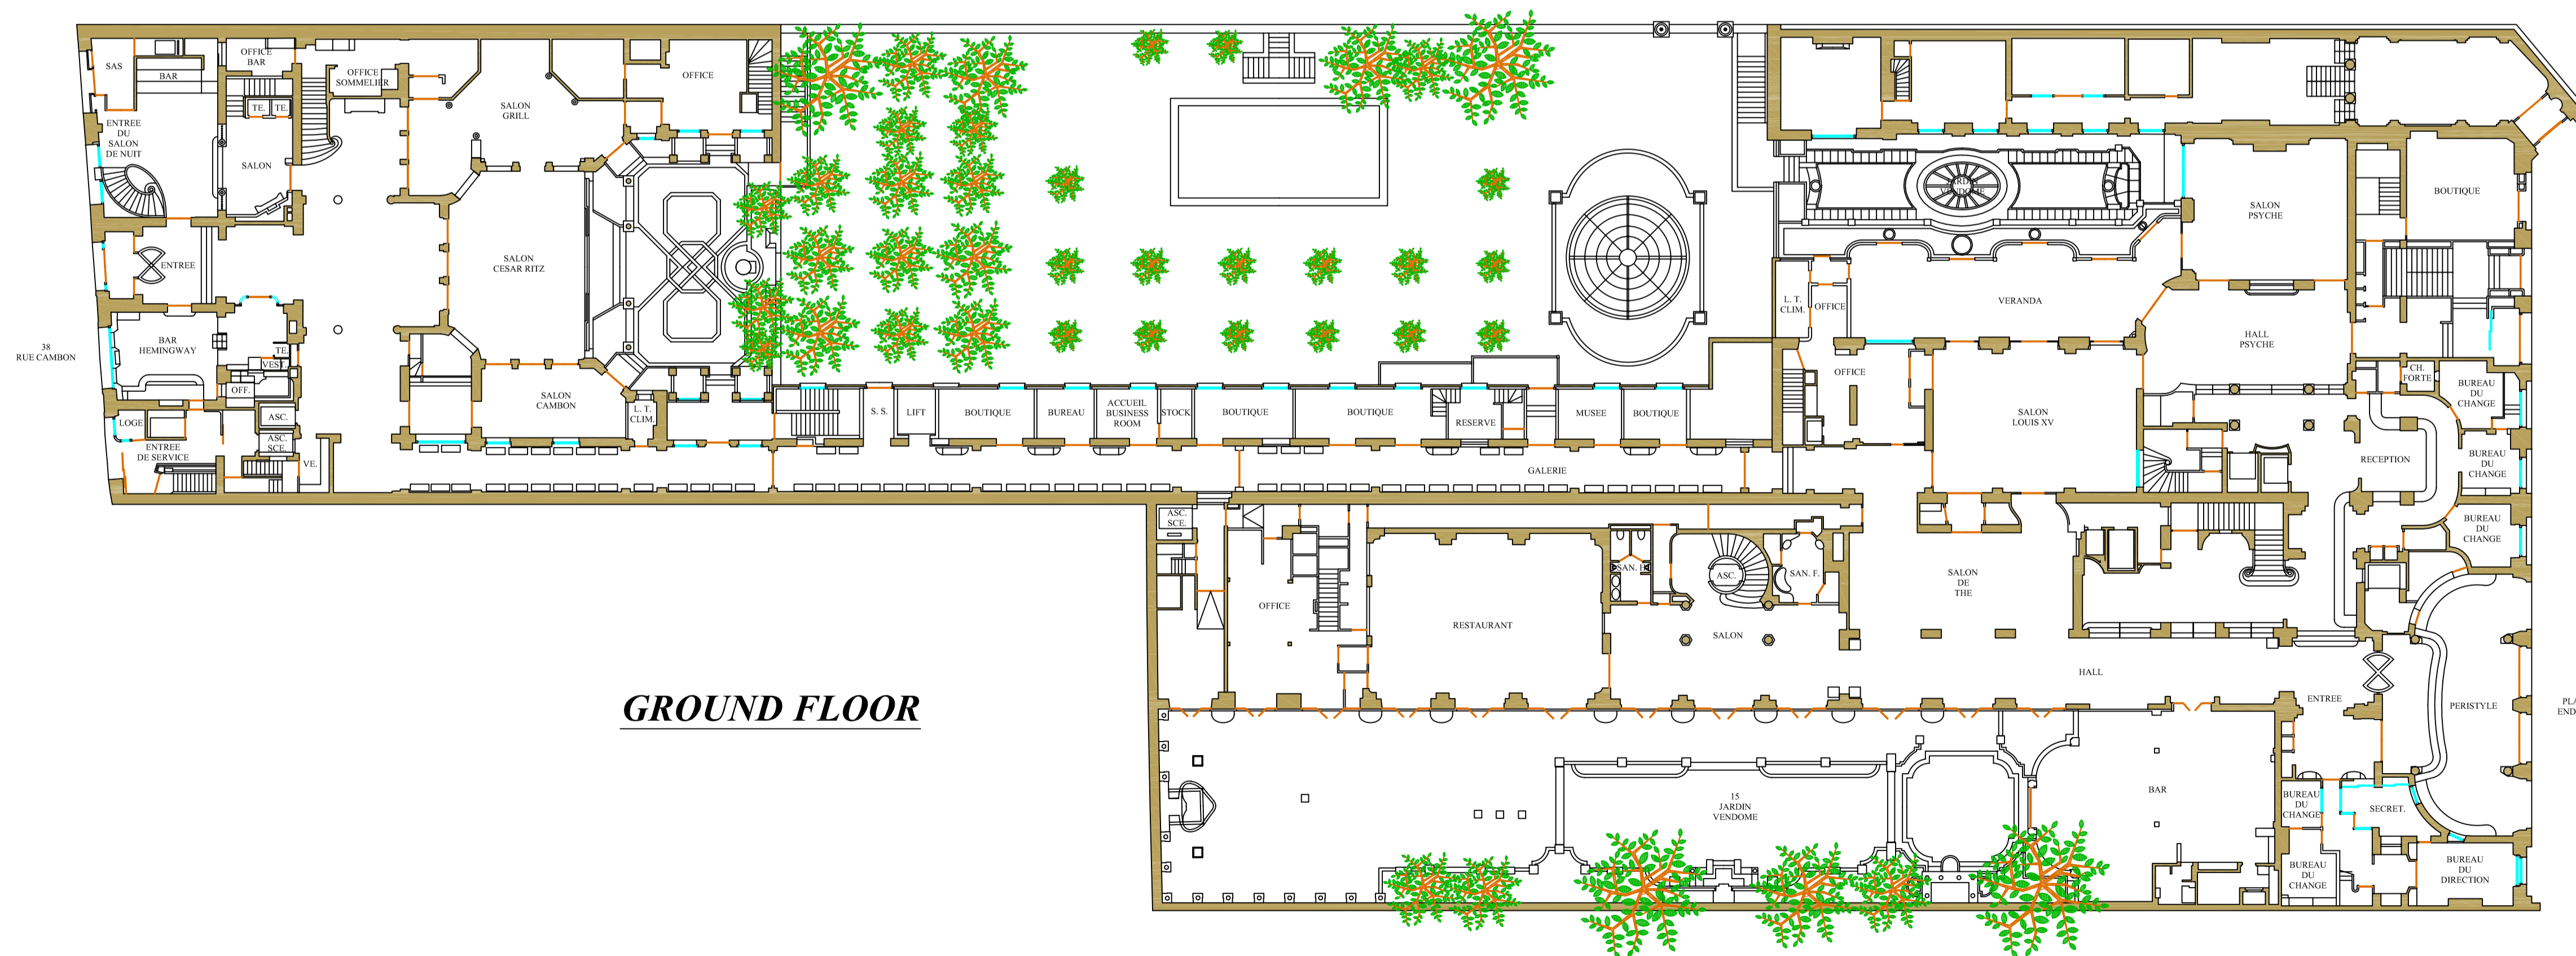 SAS
BAR
OFFICE
BAR
OFFICE
SOMMELIER
TE.
TE.
ENTREE
DU
SALON
DE NUIT
SALON
SALON
GRILL
OFFICE
ENTREE
SALON
CESAR RITZ
38
RUE CAMBON
BAR
HEMINGWAY
TE.
VEST.
OFF.
ASC.
ASC.
SCE.
LOGE
ENTREE
DE SERVICE
VE.
SALON
CAMBON
L. T.
CLIM.
S. S.
LIFT
BOUTIQUE
BUREAU
ACCUEIL
BUSINESS
ROOM
STOCK
BOUTIQUE
BOUTIQUE
RESERVE
MUSEE
BOUTIQUE
GALERIE
JARDIN
VENDOME
SALON
PSYCHE
BOUTIQUE
L. T.
CLIM.
OFFICE
VERANDA
HALL
PSYCHE
OFFICE
SALON
LOUIS XV
CH.
FORTE
BUREAU
DU
CHANGE
RECEPTION
BUREAU
DU
CHANGE
BUREAU
DU
CHANGE
ASC.
SCE.
OFFICE
RESTAURANT
SAN. H
ASC.
SAN. F.
SALON
SALON
DE
THE
HALL
ENTREE
PERISTYLE
GROUND FLOOR
15
JARDIN
VENDOME
BAR
BUREAU
DU
CHANGE
SECRET.
BUREAU
DU
CHANGE
BUREAU
DU
DIRECTION